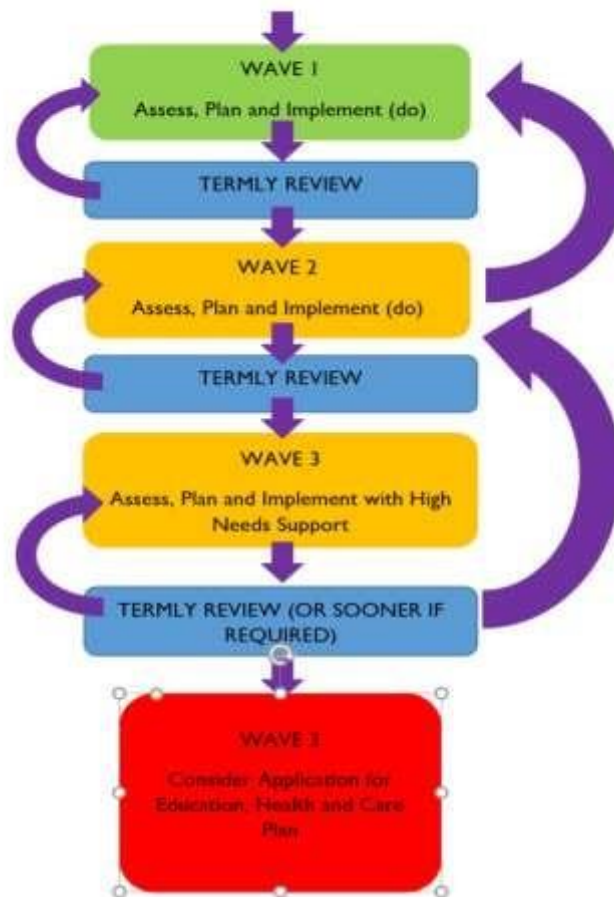 WAVE 1
Assess, Plan and Implement (do)
TERMLY REVIEW
WAVE 2
Assess, Plan and Implement (do)
TERMLY REVIEW
WAVE 3
Assess, Plan and Implement with High
Needs Support
TERMLY REVIEW (OR SOONER IF
REQUIRED)
WAVE 3
Consider Application for
Education, Health and Care
Plan